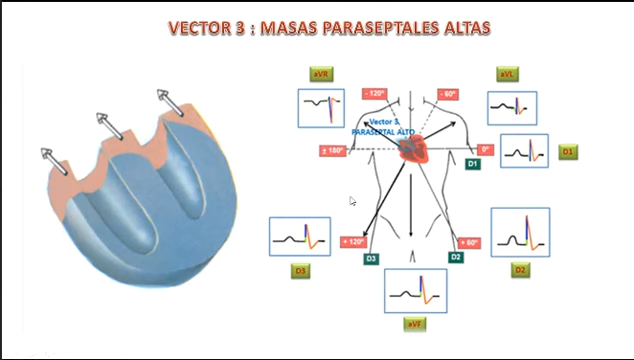 VECTOR 3 : MASAS PARASEPTALES ALTAS
aVR
aVL
- 120°
- 60°
Vector 3.
PARASEPTAL ALTO
± 180°
0°
D1
D1
+ 120°
+ 60°
D3
D3
D2
D2
aVF